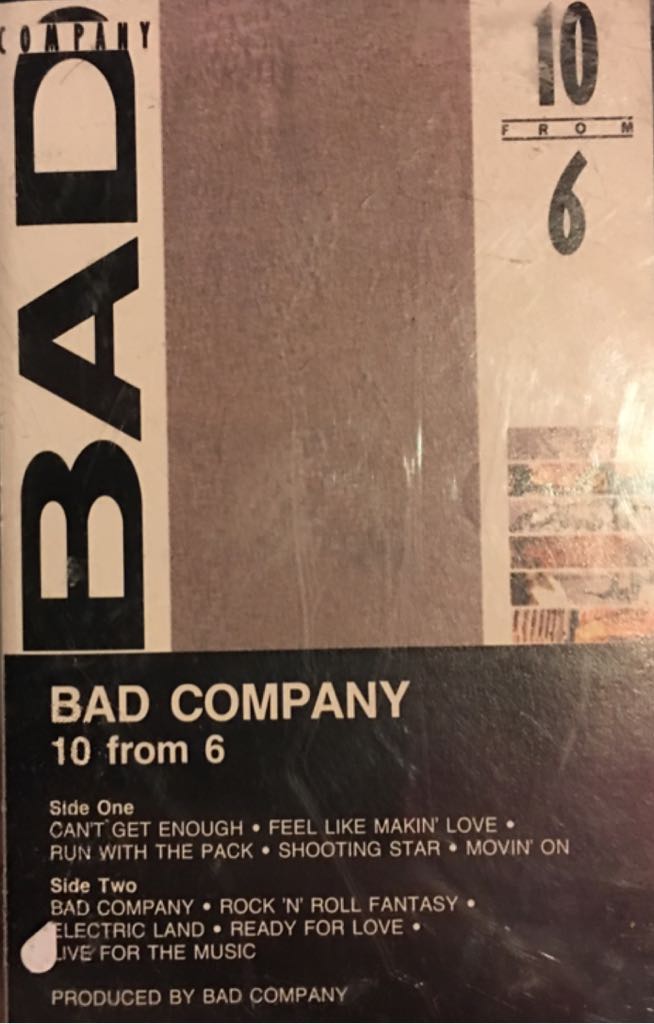 COMPANY
BAD
10
FROM
6
BAD COMPANY
10 from 6
Side One
CAN'T GET ENOUGH • FEEL LIKE MAKIN' LOVE •
RUN WITH THE PACK • SHOOTING STAR • MOVIN' ON
Side Two
BAD COMPANY • ROCK 'N' ROLL FANTASY •
ELECTRIC LAND • READY FOR LOVE •
LIVE FOR THE MUSIC
PRODUCED BY BAD COMPANY